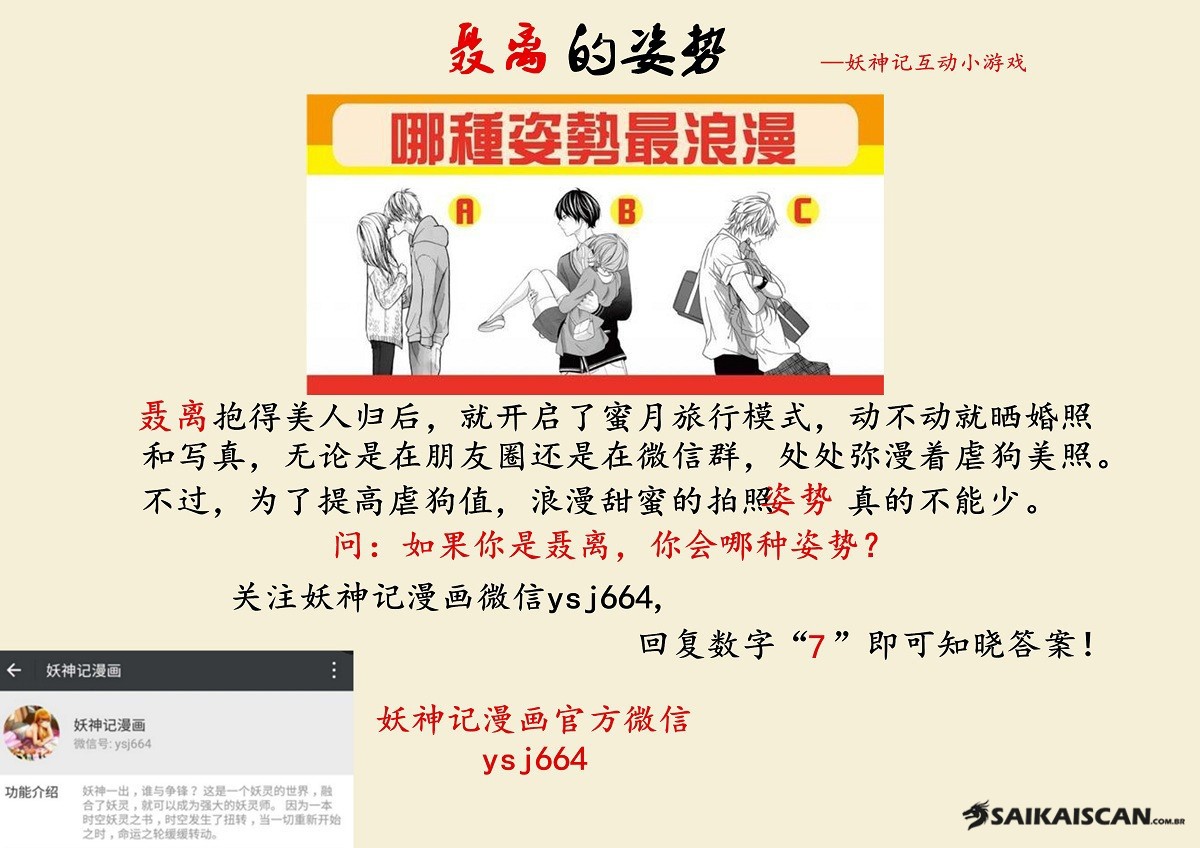 聂离的姿势
—妖神记互动小游戏
哪種姿勢最浪漫
A
B
C
聂离抱得美人归后，就开启了蜜月旅行模式，动不动就晒婚照
和写真，无论是在朋友圈还是在微信群，处处弥漫着虐狗美照。
不过，为了提高虐狗值，浪漫甜蜜的拍照姿势 真的不能少。
问：如果你是聂离，你会哪种姿势？
关注妖神记漫画微信ysj664，
回复数字“7”即可知晓答案！
妖神记漫画
妖神记漫画
微信号: ysj664
功能介绍
妖神一出，谁与争锋？ 这是一个妖灵的世界，融
合了妖灵，就可以成为强大的妖灵师。 因为一本
时空妖灵之书，时空发生了扭转，当一切重新开始
之时，命运之轮缓缓转动。
妖神记漫画官方微信
ysj664
SAIKAISCAN.COM.BR